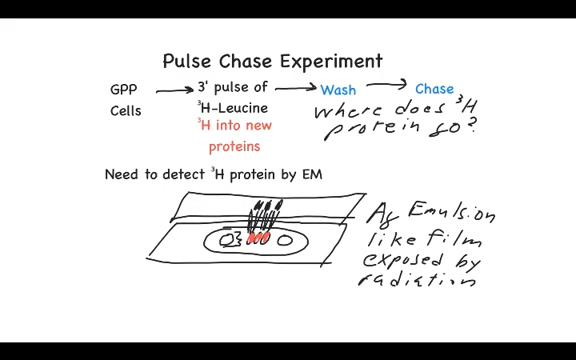 Pulse Chase Experiment
GPP → 3' pulse of → Wash → Chase
Cells ³H-Leucine
³H into new
proteins
where does ³H
protein go?
Need to detect ³H protein by EM
Ag Emulsion
like film
exposed by
radiation